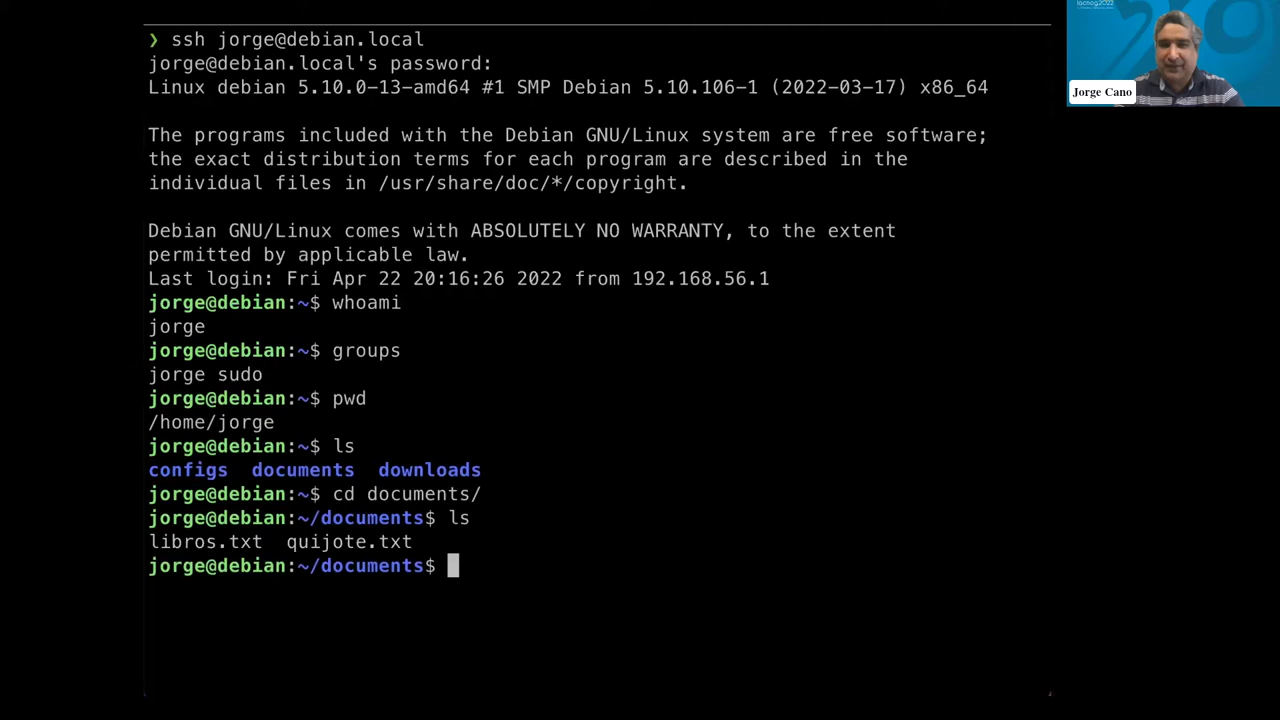 ❯ ssh jorge@debian.local
jorge@debian.local's password:
Linux debian 5.10.0-13-amd64 #1 SMP Debian 5.10.106-1 (2022-03-17) x86_64
The programs included with the Debian GNU/Linux system are free software;
the exact distribution terms for each program are described in the
individual files in /usr/share/doc/*/copyright.
Debian GNU/Linux comes with ABSOLUTELY NO WARRANTY, to the extent
permitted by applicable law.
Last login: Fri Apr 22 20:16:26 2022 from 192.168.56.1
jorge@debian:~$ whoami
jorge
jorge@debian:~$ groups
jorge sudo
jorge@debian:~$ pwd
/home/jorge
jorge@debian:~$ ls
configs  documents  downloads
jorge@debian:~$ cd documents/
jorge@debian:~/documents$ ls
libros.txt  quijote.txt
jorge@debian:~/documents$
lacnog2022
Jorge Cano